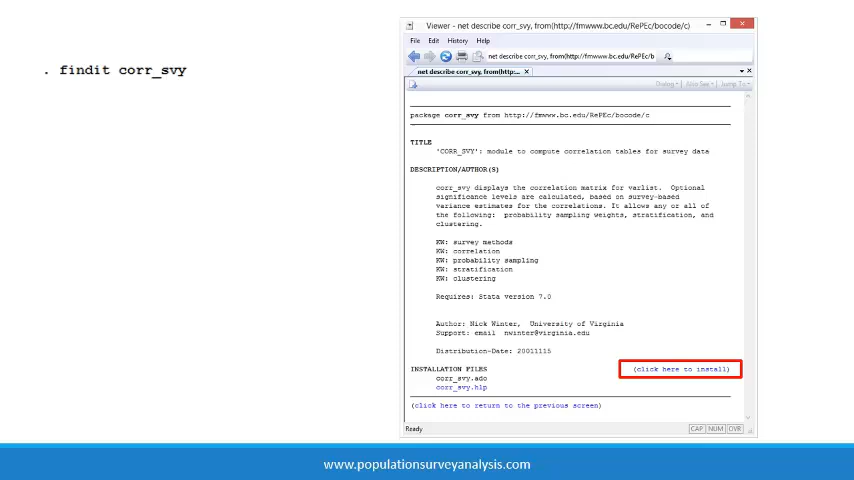 . findit corr_svy
Viewer - net describe corr_svy, from(http://fmwww.bc.edu/RePEc/bocode/c)
File Edit History Help
net describe corr_svy, from(http://fmwww.bc.edu/RePEc/b
net describe corr_svy, from(http:...
Dialog Also See Jump To
package corr_svy from http://fmwww.bc.edu/RePEc/bocode/c
TITLE
'CORR_SVY': module to compute correlation tables for survey data
DESCRIPTION/AUTHOR(S)
corr_svy displays the correlation matrix for varlist. Optional
significance levels are calculated, based on survey-based
variance estimates for the correlations. It allows any or all of
the following: probability sampling weights, stratification, and
clustering.
KW: survey methods
KW: correlation
KW: probability sampling
KW: stratification
KW: clustering
Requires: Stata version 7.0
Author: Nick Winter, University of Virginia
Support: email nwinter@virginia.edu
Distribution-Date: 20011115
INSTALLATION FILES (click here to install)
corr_svy.ado
corr_svy.hlp
(click here to return to the previous screen)
Ready CAP NUM OVR
www.populationsurveyanalysis.com